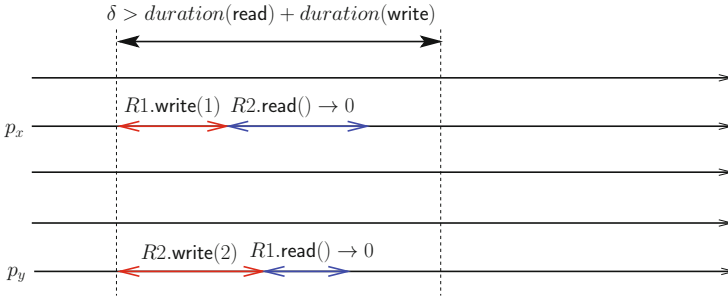 δ > duration(read) + duration(write)
R1.write(1) R2.read() → 0
p_x
R2.write(2) R1.read() → 0
p_y